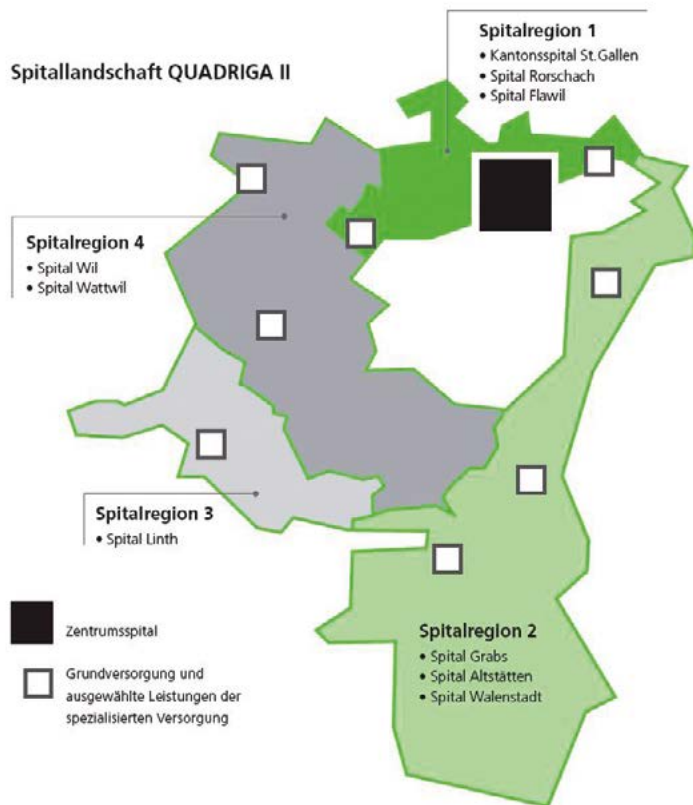 Spitallandschaft QUADRIGA II
Spitalregion 1
• Kantonsspital St.Gallen
• Spital Rorschach
• Spital Flawil
Spitalregion 4
• Spital Wil
• Spital Wattwil
Spitalregion 3
• Spital Linth
Spitalregion 2
• Spital Grabs
• Spital Altstätten
• Spital Walenstadt
Zentrumsspital
Grundversorgung und
ausgewählte Leistungen der
spezialisierten Versorgung